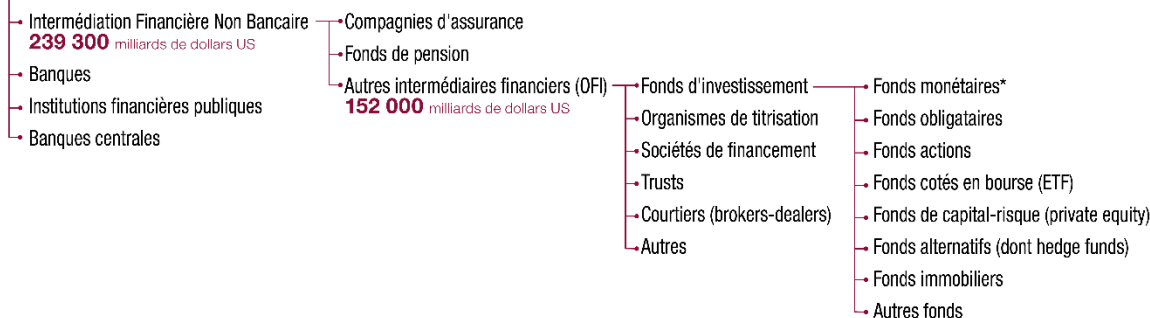 Intermédiation Financière Non Bancaire
239 300 milliards de dollars US
Banques
Institutions financières publiques
Banques centrales
Compagnies d'assurance
Fonds de pension
Autres intermédiaires financiers (OFI)
152 000 milliards de dollars US
Fonds d'investissement
Organismes de titrisation
Sociétés de financement
Trusts
Courtiers (brokers-dealers)
Autres
Fonds monétaires*
Fonds obligataires
Fonds actions
Fonds cotés en bourse (ETF)
Fonds de capital-risque (private equity)
Fonds alternatifs (dont hedge funds)
Fonds immobiliers
Autres fonds